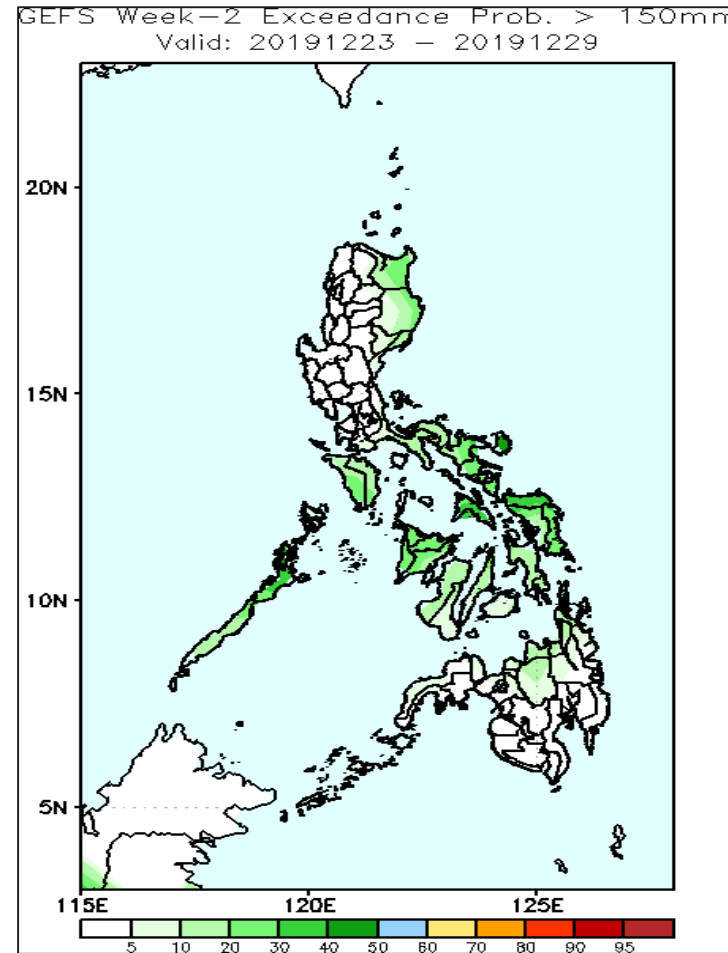 GEFS Week-2 Exceedance Prob. > 150mm
Valid: 20191223 - 20191229
20N
15N
10N
5N
115E 120E 125E
5 10 20 30 40 50 60 70 80 90 95